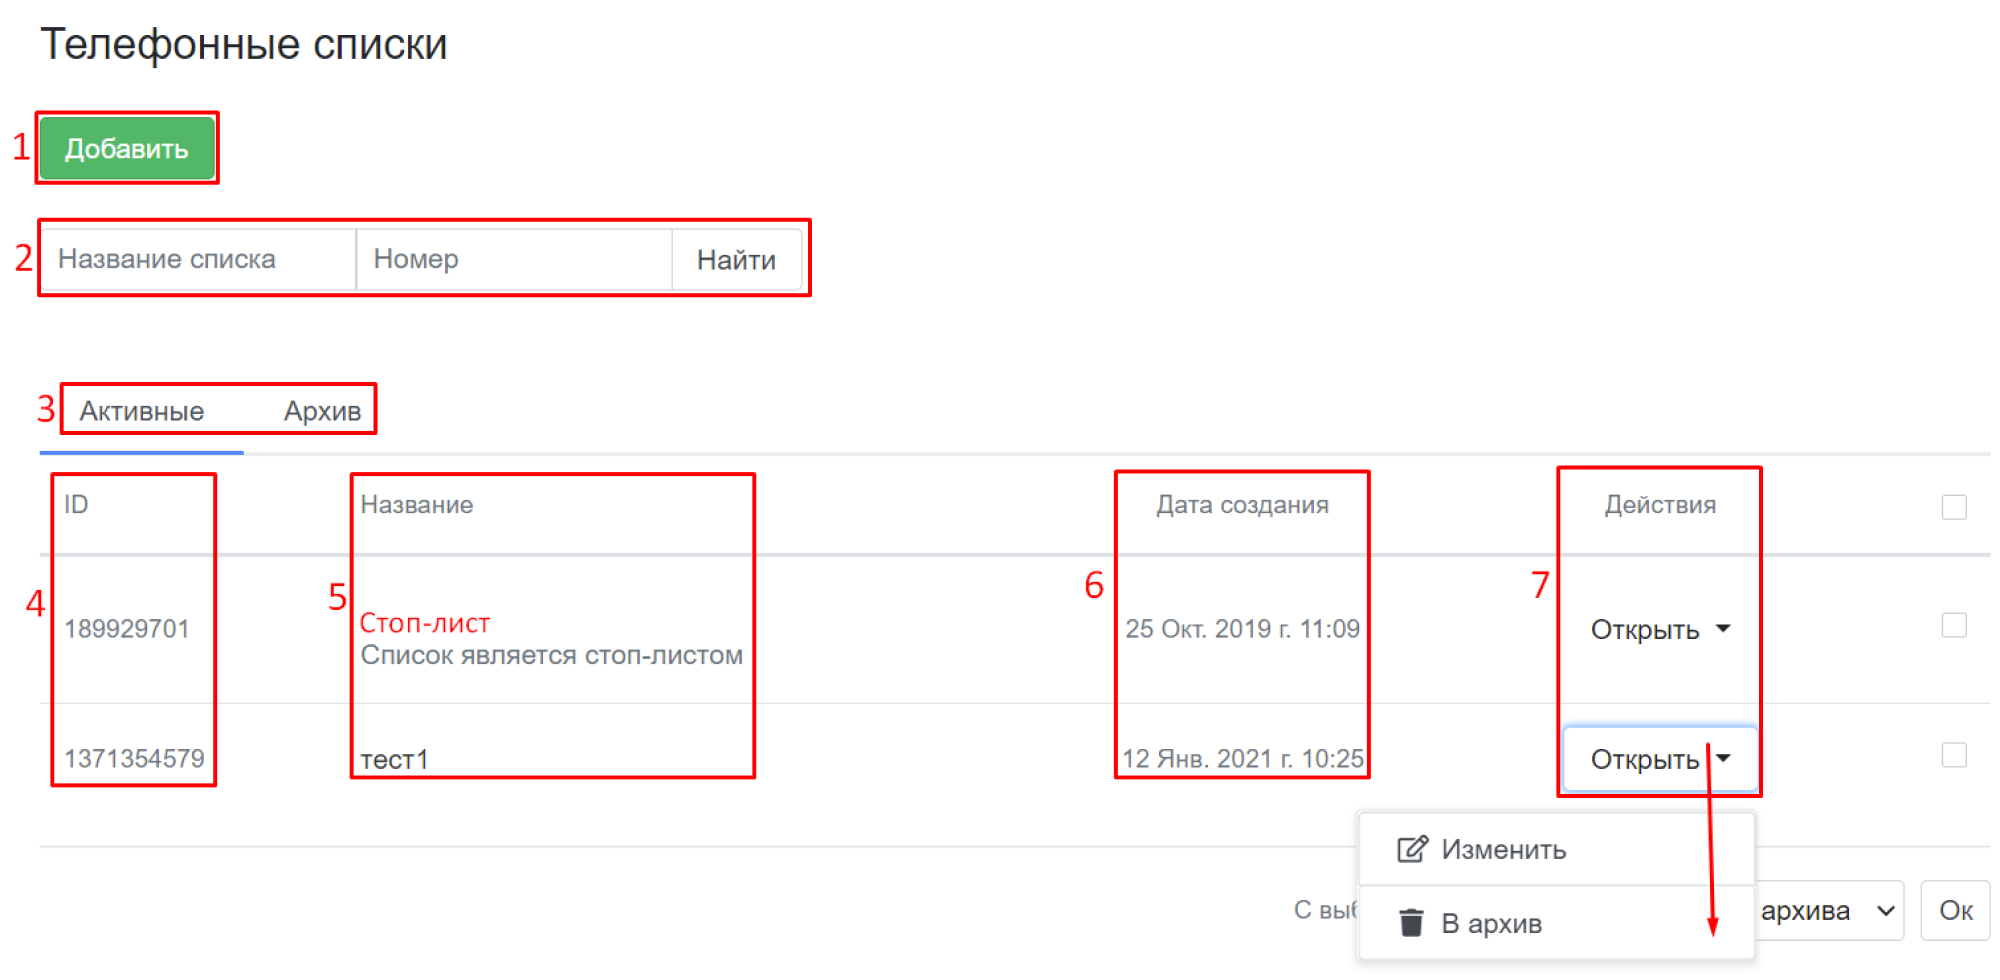 Телефонные списки
1 Добавить
2 Название списка Номер Найти
3 Активные Архив
ID Название Дата создания Действия
4 5 6 7
189929701 Стоп-лист 25 Окт. 2019 г. 11:09 Открыть
Список является стоп-листом
1371354579 тест1 12 Янв. 2021 г. 10:25 Открыть
Изменить
С архива Ок
В архив